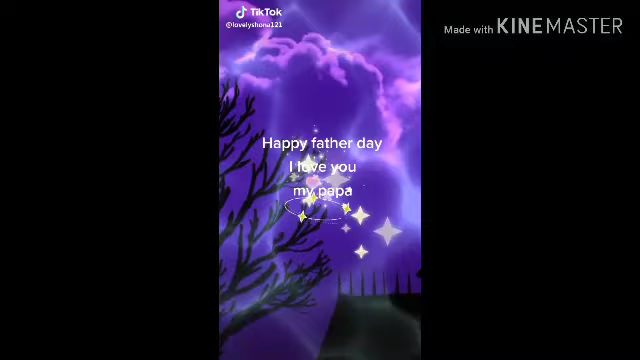 TikTok
@lovelyshona121
Made with KINEMASTER
Happy father day
I love you
my papa